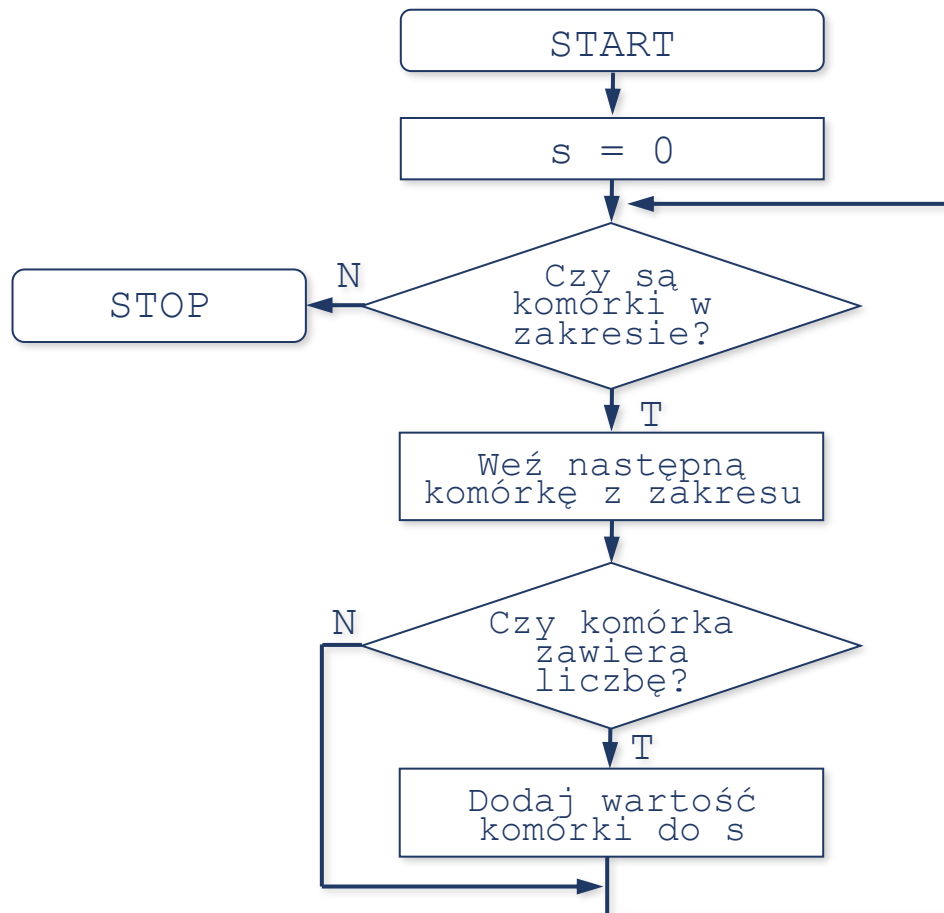 START
s = 0
Czy są
komórki w
zakresie?
N
STOP
T
Weź następną
komórkę z zakresu
Czy komórka
zawiera
liczbę?
N
T
Dodaj wartość
komórki do s